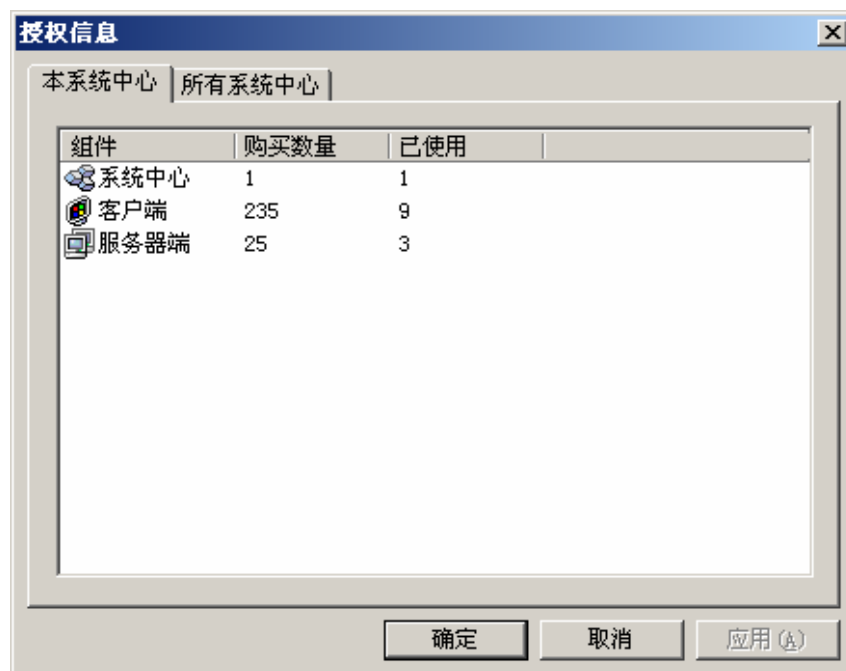 授权信息
本系统中心 所有系统中心
组件 购买数量 已使用
系统中心 1 1
客户端 235 9
服务器端 25 3
确定 取消 应用(A)